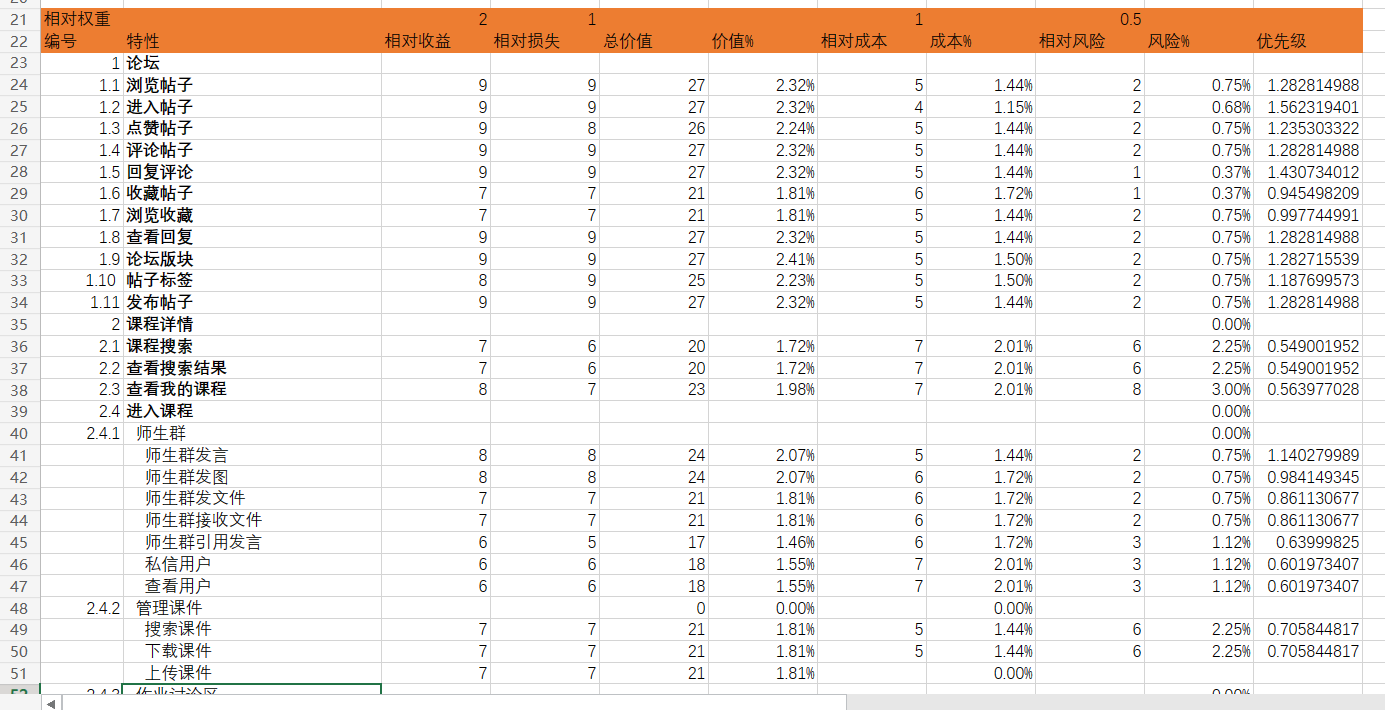 21 相对权重 2 1 1 0.5
22 编号 特性 相对收益 相对损失 总价值 价值% 相对成本 成本% 相对风险 风险% 优先级
23 1 论坛
24 1.1 浏览帖子 9 9 27 2.32% 5 1.44% 2 0.75% 1.282814988
25 1.2 进入帖子 9 9 27 2.32% 4 1.15% 2 0.68% 1.562319401
26 1.3 点赞帖子 9 8 26 2.24% 5 1.44% 2 0.75% 1.235303322
27 1.4 评论帖子 9 9 27 2.32% 5 1.44% 2 0.75% 1.282814988
28 1.5 回复评论 9 9 27 2.32% 5 1.44% 1 0.37% 1.430734012
29 1.6 收藏帖子 7 7 21 1.81% 6 1.72% 1 0.37% 0.945498209
30 1.7 浏览收藏 7 7 21 1.81% 5 1.44% 2 0.75% 0.997744991
31 1.8 查看回复 9 9 27 2.32% 5 1.44% 2 0.75% 1.282814988
32 1.9 论坛版块 9 9 27 2.41% 5 1.50% 2 0.75% 1.282715539
33 1.10 帖子标签 8 9 25 2.23% 5 1.50% 2 0.75% 1.187699573
34 1.11 发布帖子 9 9 27 2.32% 5 1.44% 2 0.75% 1.282814988
35 2 课程详情 0.00%
36 2.1 课程搜索 7 6 20 1.72% 7 2.01% 6 2.25% 0.549001952
37 2.2 查看搜索结果 7 6 20 1.72% 7 2.01% 6 2.25% 0.549001952
38 2.3 查看我的课程 8 7 23 1.98% 7 2.01% 8 3.00% 0.563977028
39 2.4 进入课程 0.00%
40 2.4.1 师生群 0.00%
41 师生群发言 8 8 24 2.07% 5 1.44% 2 0.75% 1.140279989
42 师生群发图 8 8 24 2.07% 6 1.72% 2 0.75% 0.984149345
43 师生群发文件 7 7 21 1.81% 6 1.72% 2 0.75% 0.861130677
44 师生群接收文件 7 7 21 1.81% 6 1.72% 2 0.75% 0.861130677
45 师生群引用发言 6 5 17 1.46% 6 1.72% 3 1.12% 0.63999825
46 私信用户 6 6 18 1.55% 7 2.01% 3 1.12% 0.601973407
47 查看用户 6 6 18 1.55% 7 2.01% 3 1.12% 0.601973407
48 2.4.2 管理课件 0 0.00% 0.00%
49 搜索课件 7 7 21 1.81% 5 1.44% 6 2.25% 0.705844817
50 下载课件 7 7 21 1.81% 5 1.44% 6 2.25% 0.705844817
51 上传课件 7 7 21 1.81% 0.00%
52 2.4.3 作业讨论区 0.00%